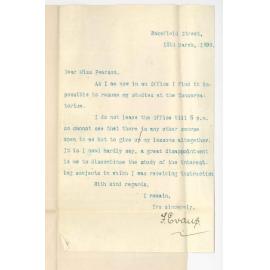 Macefield Street,
12th March, 1898.
Dear Miss Pearson,
As I am now in an Office I find it im-
possible to resume my studies at the Conserva-
torium.
I do not leave the Office till 5 p.m.
so cannot see that there is any other course
open to me but to give up my lessons altogether.
It is I need hardly say, a great disappointment
to me to discontinue the study of the interest-
ing subjects in which I was receiving instruction
With kind regards,
I remain,
Yrs sincerely,
F. Evans